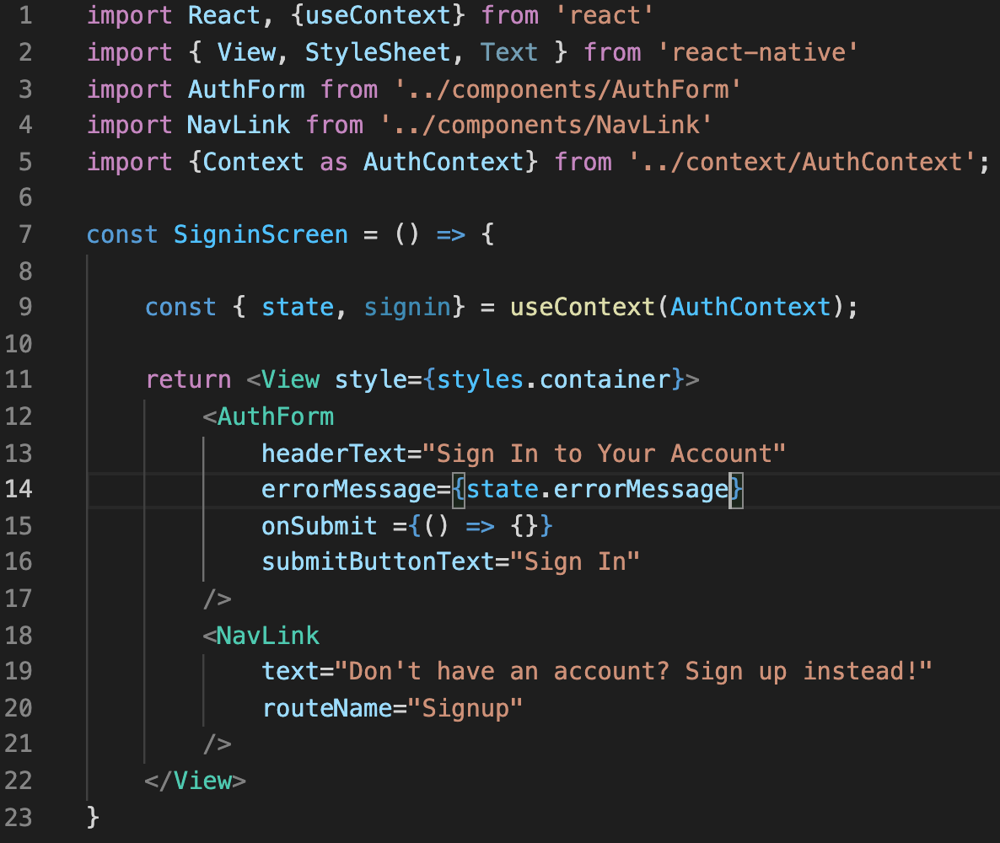 1 import React, {useContext} from 'react'
2 import { View, StyleSheet, Text } from 'react-native'
3 import AuthForm from '../components/AuthForm'
4 import NavLink from '../components/NavLink'
5 import {Context as AuthContext} from '../context/AuthContext';
6
7 const SigninScreen = () => {
8
9     const { state, signin} = useContext(AuthContext);
10
11     return <View style={styles.container}>
12         <AuthForm
13             headerText="Sign In to Your Account"
14             errorMessage={state.errorMessage}
15             onSubmit ={() => {}}
16             submitButtonText="Sign In"
17         />
18         <NavLink
19             text="Don't have an account? Sign up instead!"
20             routeName="Signup"
21         />
22     </View>
23 }